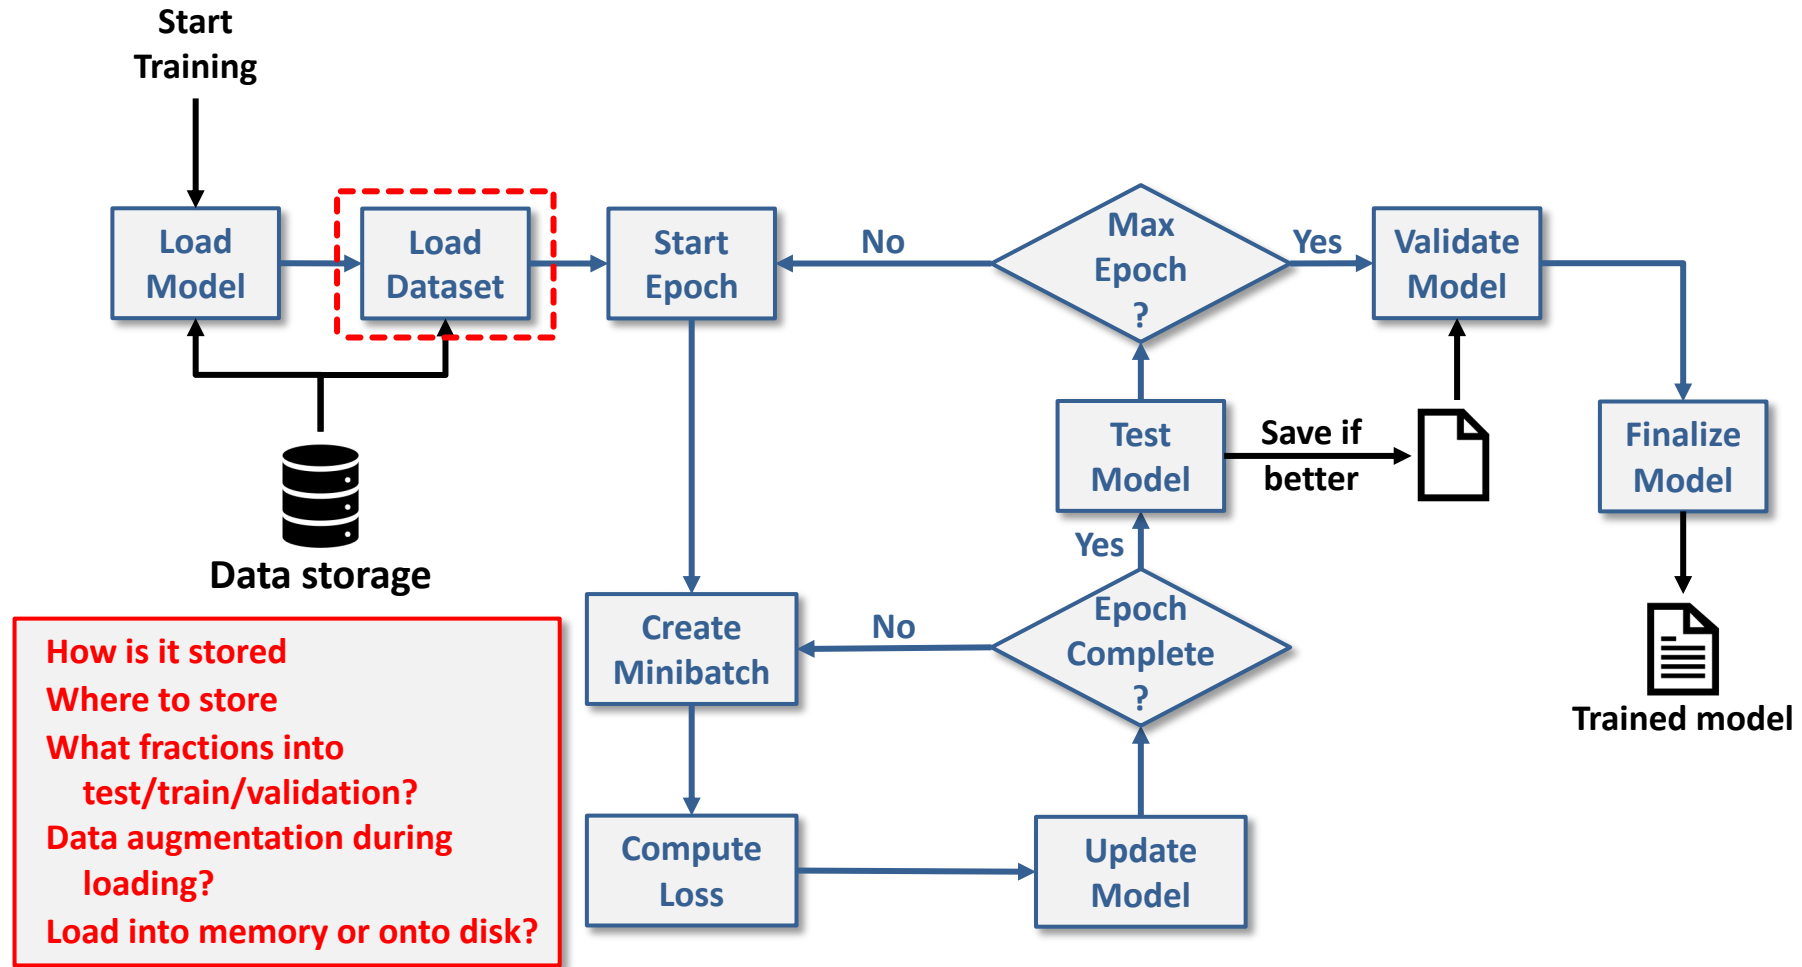 Start
Training
Load
Model
Load
Dataset
Start
Epoch
No
Max
Epoch
?
Yes
Validate
Model
Test
Model
Save if
better
Finalize
Model
Data storage
Yes
Create
Minibatch
No
Epoch
Complete
?
Trained model
How is it stored
Where to store
What fractions into
test/train/validation?
Data augmentation during
loading?
Load into memory or onto disk?
Compute
Loss
Update
Model